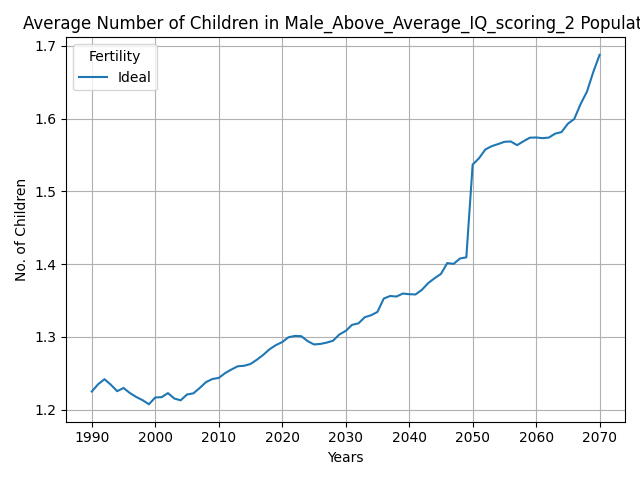 Average Number of Children in Male_Above_Average_IQ_scoring_2 Populat
1.7
1.6
1.5
1.4
1.3
1.2
No. of Children
Fertility
Ideal
1990 2000 2010 2020 2030 2040 2050 2060 2070
Years